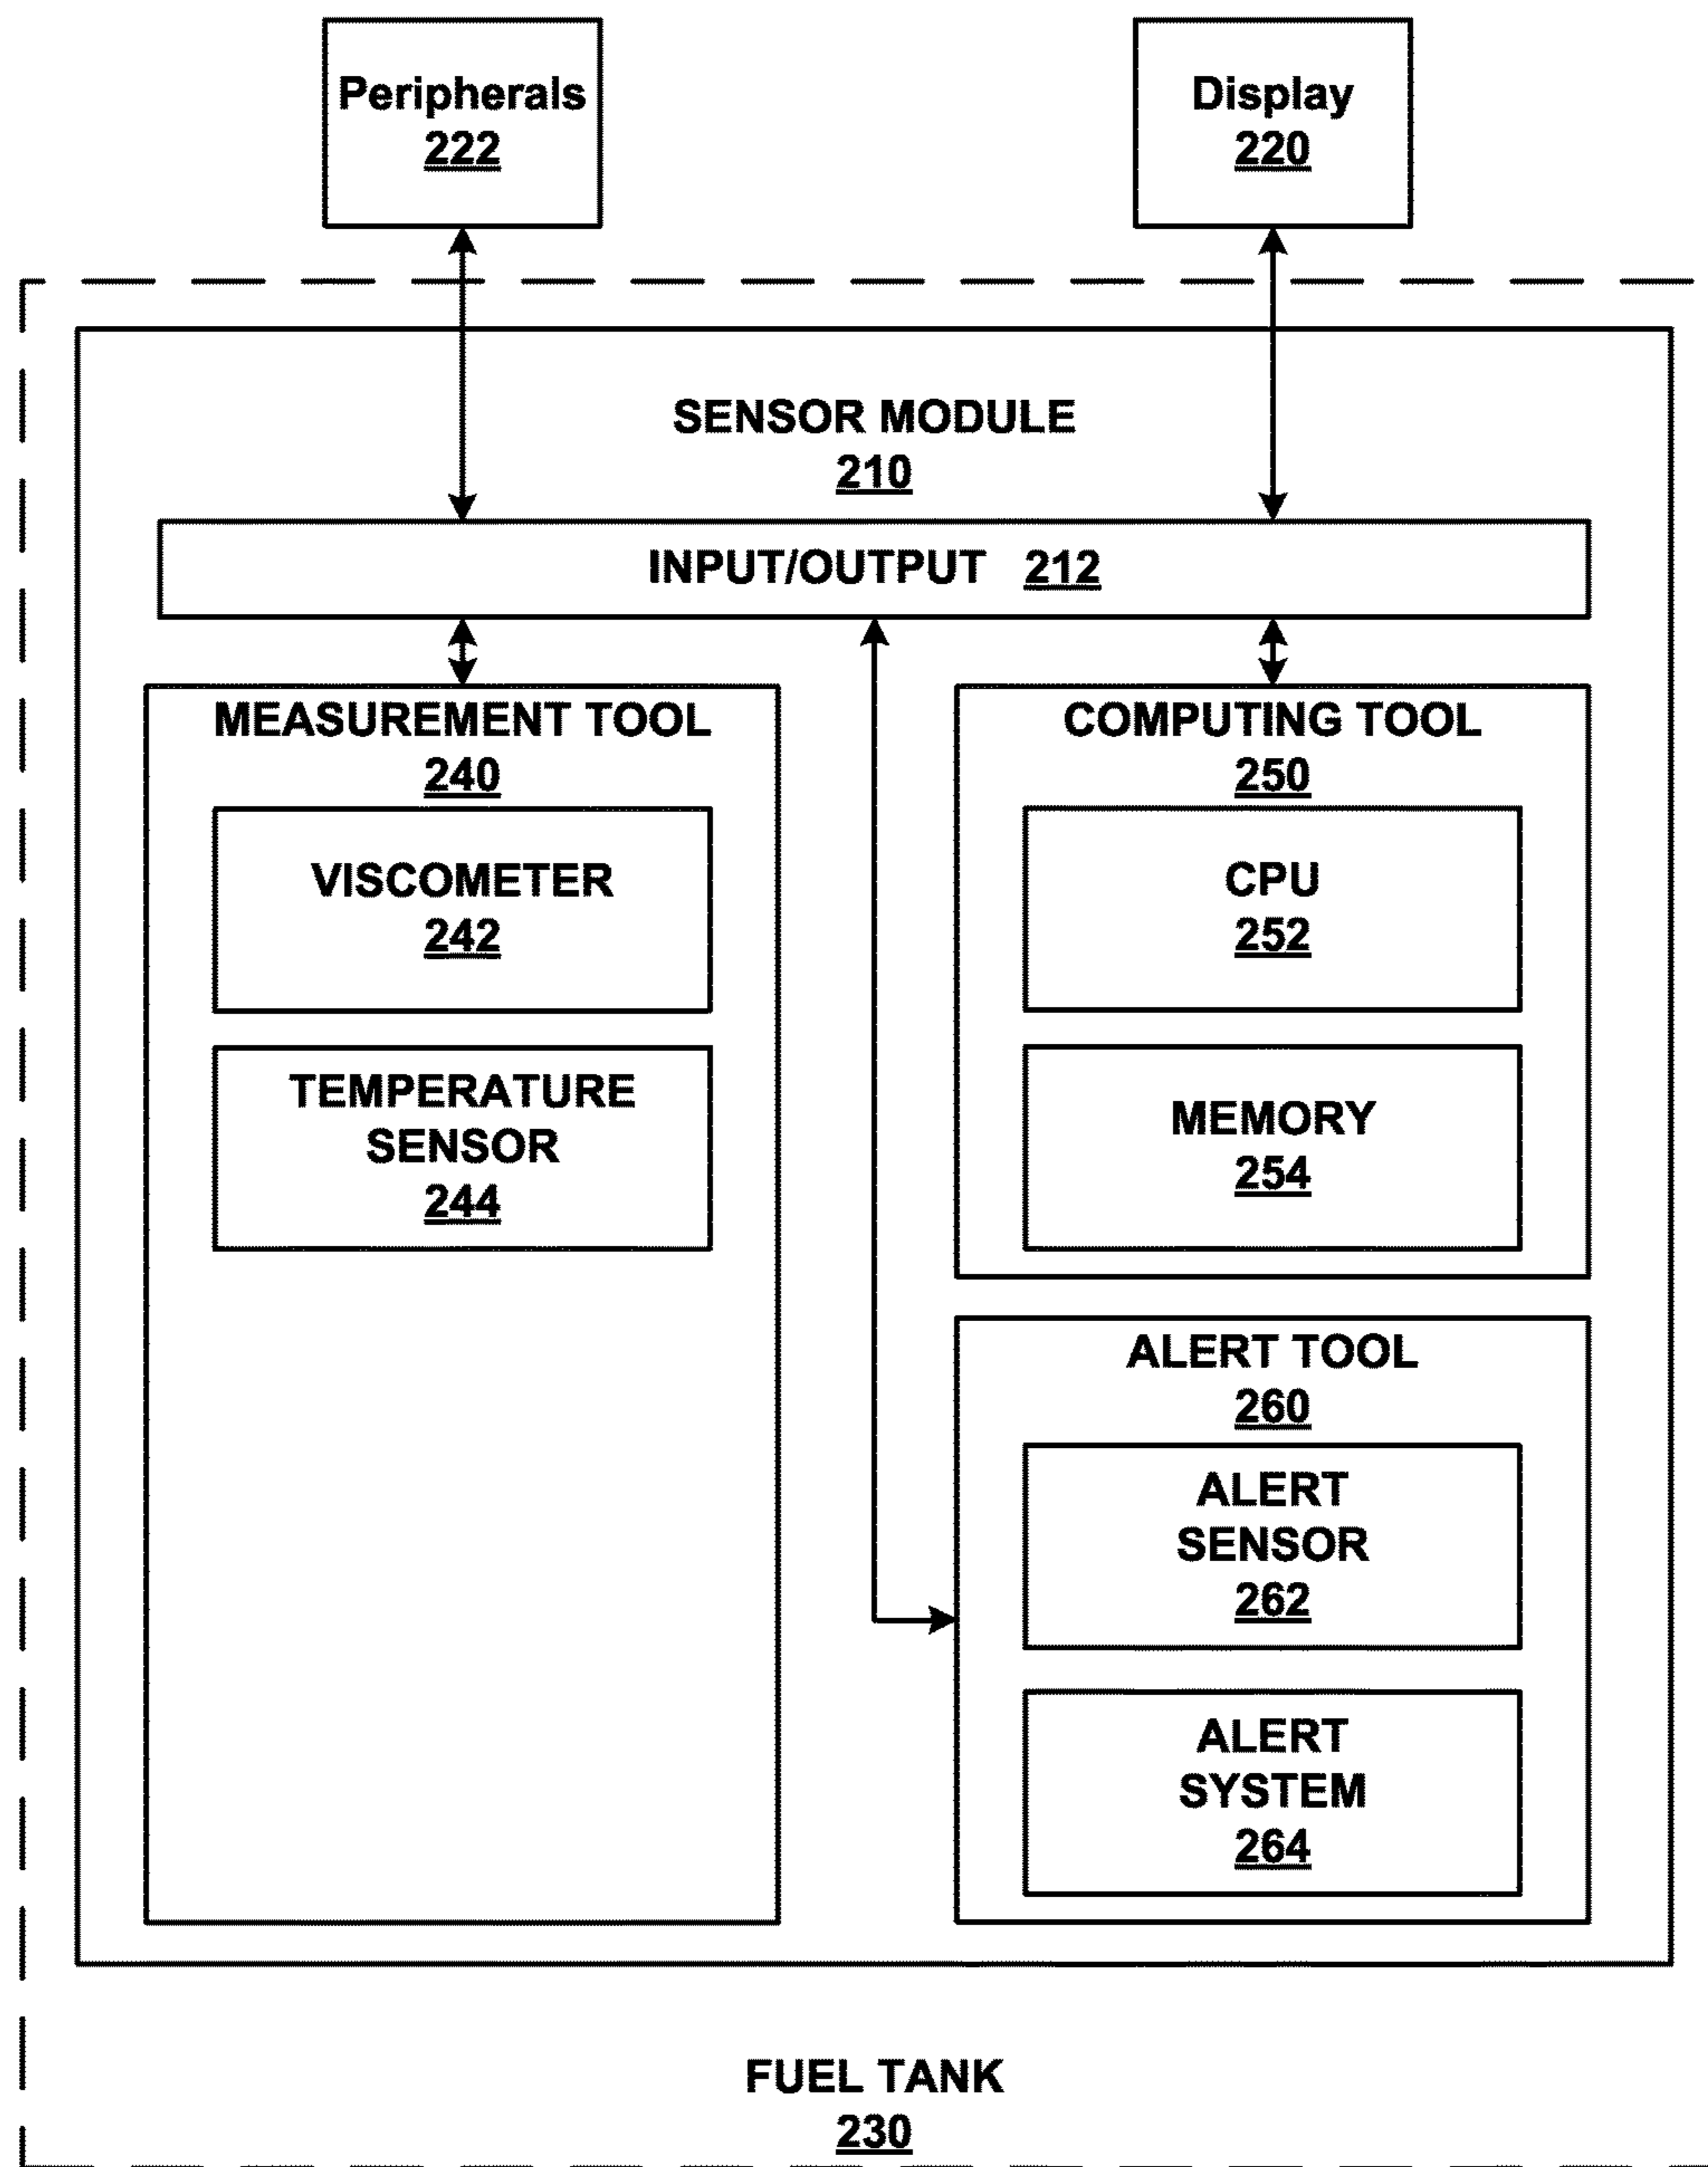 Peripherals
222
Display
220
SENSOR MODULE
210
INPUT/OUTPUT 212
MEASUREMENT TOOL
240
VISCOMETER
242
TEMPERATURE
SENSOR
244
COMPUTING TOOL
250
CPU
252
MEMORY
254
ALERT TOOL
260
ALERT
SENSOR
262
ALERT
SYSTEM
264
FUEL TANK
230